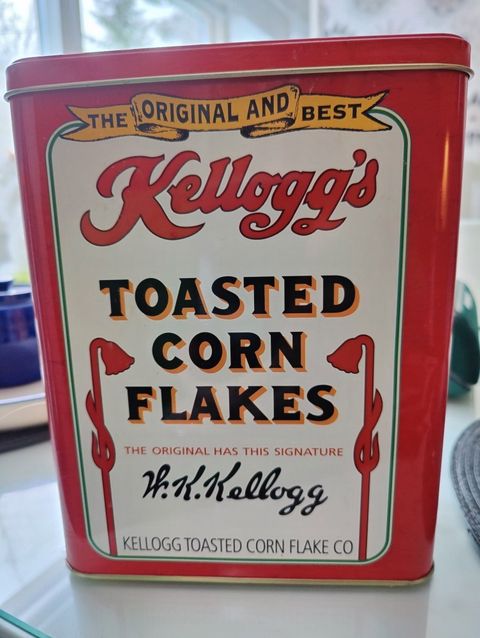 THE ORIGINAL AND BEST
Kellogg's
TOASTED
CORN
FLAKES
THE ORIGINAL HAS THIS SIGNATURE
W.K.Kellogg
KELLOGG TOASTED CORN FLAKE CO